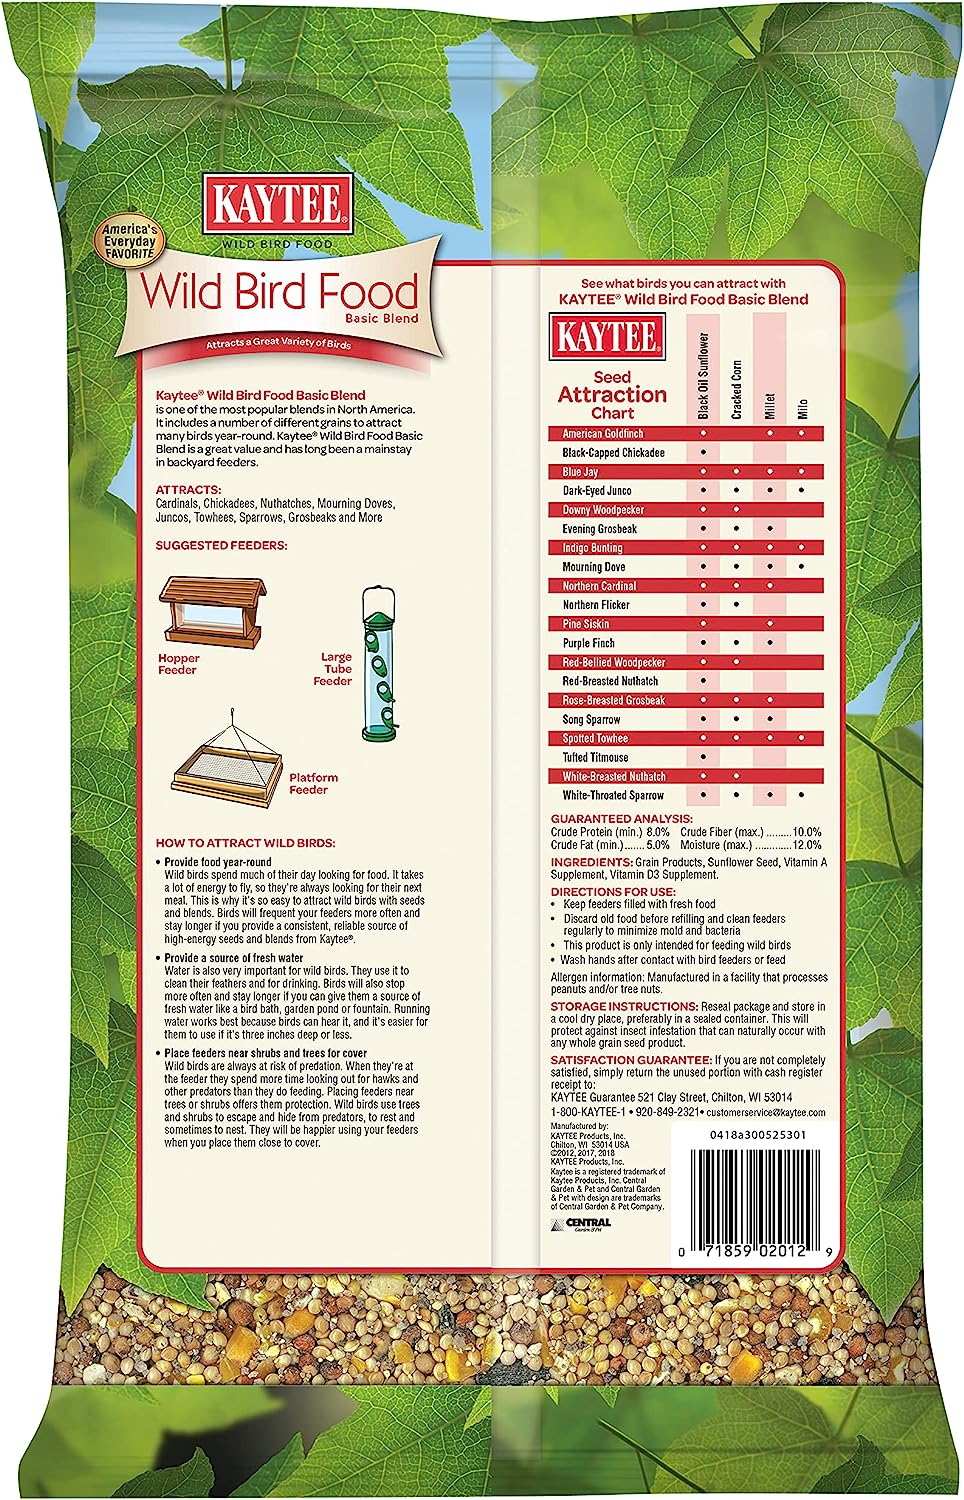 KAYTEE®
WILD BIRD FOOD
America's
Everyday
FAVORITE
Wild Bird Food
Basic Blend
Attracts a Great Variety of Birds
Kaytee® Wild Bird Food Basic Blend
is one of the most popular blends in North America.
It includes a number of different grains to attract
many birds year-round. Kaytee® Wild Bird Food Basic
Blend is a great value and has long been a mainstay
in backyard feeders.
ATTRACTS:
Cardinals, Chickadees, Nuthatches, Mourning Doves,
Juncos, Towhees, Sparrows, Grosbeaks and More
SUGGESTED FEEDERS:
Hopper
Feeder
Large
Tube
Feeder
Platform
Feeder
HOW TO ATTRACT WILD BIRDS:
• Provide food year-round
Wild birds spend much of their day looking for food. It takes
a lot of energy to fly, so they're always looking for their next
meal. This is why it's so easy to attract wild birds with seeds
and blends. Birds will frequent your feeders more often and
stay longer if you provide a consistent, reliable source of
high-energy seeds and blends from Kaytee®.
• Provide a source of fresh water
Water is also very important for wild birds. They use it to
clean their feathers and for drinking. Birds will also stop
more often and stay longer if you can give them a source of
fresh water like a bird bath, garden pond or fountain. Running
water works best because birds can hear it, and it's easier for
them to use if it's three inches deep or less.
• Place feeders near shrubs and trees for cover
Wild birds are always at risk of predation. When they're at
the feeder they spend more time looking out for hawks and
other predators than they do feeding. Placing feeders near
trees or shrubs offers them protection. Wild birds use trees
and shrubs to escape and hide from predators, to rest and
sometimes to nest. They will be happier using your feeders
when you place them close to cover.
See what birds you can attract with
KAYTEE® Wild Bird Food Basic Blend
KAYTEE®
Seed
Attraction
Chart
Black Oil Sunflower
Cracked Corn
Millet
Milo
American Goldfinch • • •
Black-Capped Chickadee •
Blue Jay • • • •
Dark-Eyed Junco • • • •
Downy Woodpecker • •
Evening Grosbeak • • •
Indigo Bunting • • • •
Mourning Dove • • • •
Northern Cardinal • • •
Northern Flicker • •
Pine Siskin • •
Purple Finch • • •
Red-Bellied Woodpecker • •
Red-Breasted Nuthatch •
Rose-Breasted Grosbeak • • •
Song Sparrow • • •
Spotted Towhee • • • •
Tufted Titmouse •
White-Breasted Nuthatch • •
White-Throated Sparrow • • • •
GUARANTEED ANALYSIS:
Crude Protein (min.) 8.0% Crude Fiber (max.) .........10.0%
Crude Fat (min.)...... 5.0% Moisture (max.) ............12.0%
INGREDIENTS: Grain Products, Sunflower Seed, Vitamin A
Supplement, Vitamin D3 Supplement.
DIRECTIONS FOR USE:
• Keep feeders filled with fresh food
• Discard old food before refilling and clean feeders
regularly to minimize mold and bacteria
• This product is only intended for feeding wild birds
• Wash hands after contact with bird feeders or feed
Allergen information: Manufactured in a facility that processes
peanuts and/or tree nuts.
STORAGE INSTRUCTIONS: Reseal package and store in
a cool dry place, preferably in a sealed container. This will
protect against insect infestation that can naturally occur with
any whole grain seed product.
SATISFACTION GUARANTEE: If you are not completely
satisfied, simply return the unused portion with cash register
receipt to:
KAYTEE Guarantee 521 Clay Street, Chilton, WI 53014
1-800-KAYTEE-1 • 920-849-2321 • customerservice@kaytee.com
Manufactured by:
KAYTEE Products, Inc.
Chilton, WI 53014 USA
©2012, 2017, 2018
KAYTEE Products, Inc.
Kaytee is a registered trademark of
Kaytee Products, Inc. Central
Garden & Pet and Central Garden
& Pet with design are trademarks
of Central Garden & Pet Company.
CENTRAL
Garden & Pet
0418a300525301
0 71859 02012 9